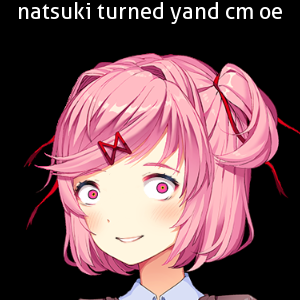 natsuki turned yand cm oe